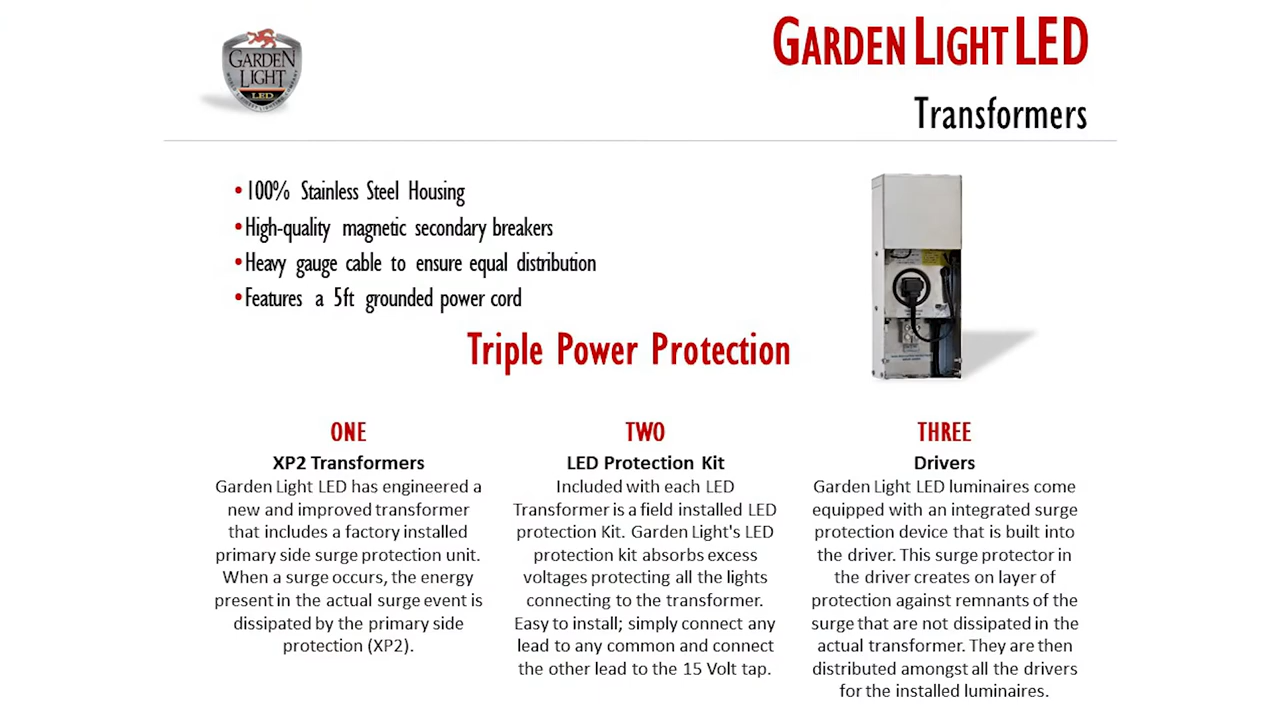 GARDEN
LIGHT
LED
GARDEN LIGHT LED
Transformers
•100% Stainless Steel Housing
•High-quality magnetic secondary breakers
•Heavy gauge cable to ensure equal distribution
•Features a 5ft grounded power cord
Triple Power Protection
ONE
XP2 Transformers
Garden Light LED has engineered a
new and improved transformer
that includes a factory installed
primary side surge protection unit.
When a surge occurs, the energy
present in the actual surge event is
dissipated by the primary side
protection (XP2).
TWO
LED Protection Kit
Included with each LED
Transformer is a field installed LED
protection Kit. Garden Light's LED
protection kit absorbs excess
voltages protecting all the lights
connecting to the transformer.
Easy to install; simply connect any
lead to any common and connect
the other lead to the 15 Volt tap.
THREE
Drivers
Garden Light LED luminaires come
equipped with an integrated surge
protection device that is built into
the driver. This surge protector in
the driver creates on layer of
protection against remnants of the
surge that are not dissipated in the
actual transformer. They are then
distributed amongst all the drivers
for the installed luminaires.